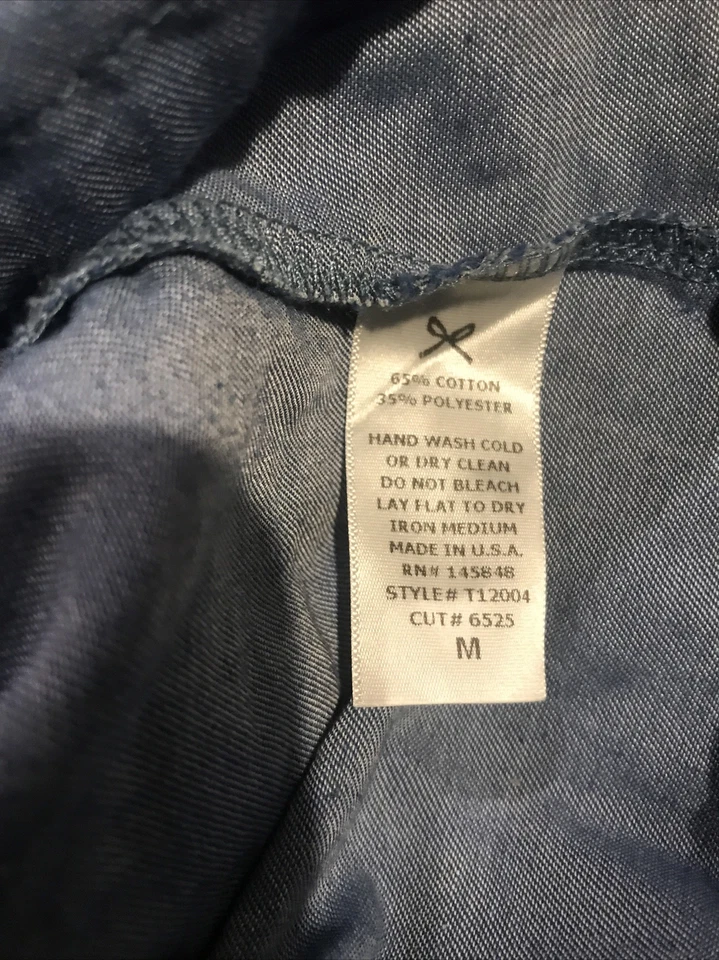 65% COTTON
35% POLYESTER
HAND WASH COLD
OR DRY CLEAN
DO NOT BLEACH
LAY FLAT TO DRY
IRON MEDIUM
MADE IN U.S.A.
RN# 145848
STYLE# T12004
CUT# 6525
M